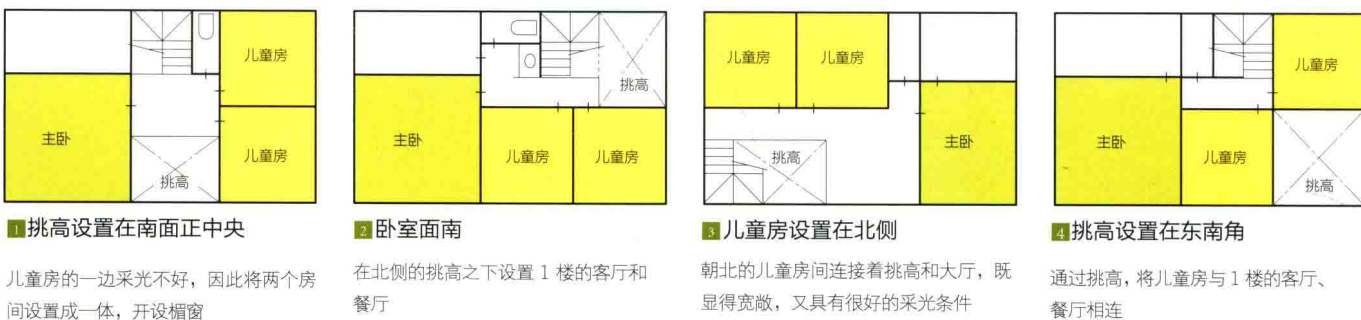 儿童房
主卧
儿童房
挑高
1 挑高设置在南面正中央
儿童房的一边采光不好，因此将两个房
间设置成一体，开设楣窗
挑高
主卧
儿童房
儿童房
2 卧室面南
在北侧的挑高之下设置 1 楼的客厅和
餐厅
儿童房
儿童房
主卧
挑高
3 儿童房设置在北侧
朝北的儿童房间连接着挑高和大厅，既
显得宽敞，又具有很好的采光条件
儿童房
主卧
儿童房
挑高
4 挑高设置在东南角
通过挑高，将儿童房与 1 楼的客厅、
餐厅相连